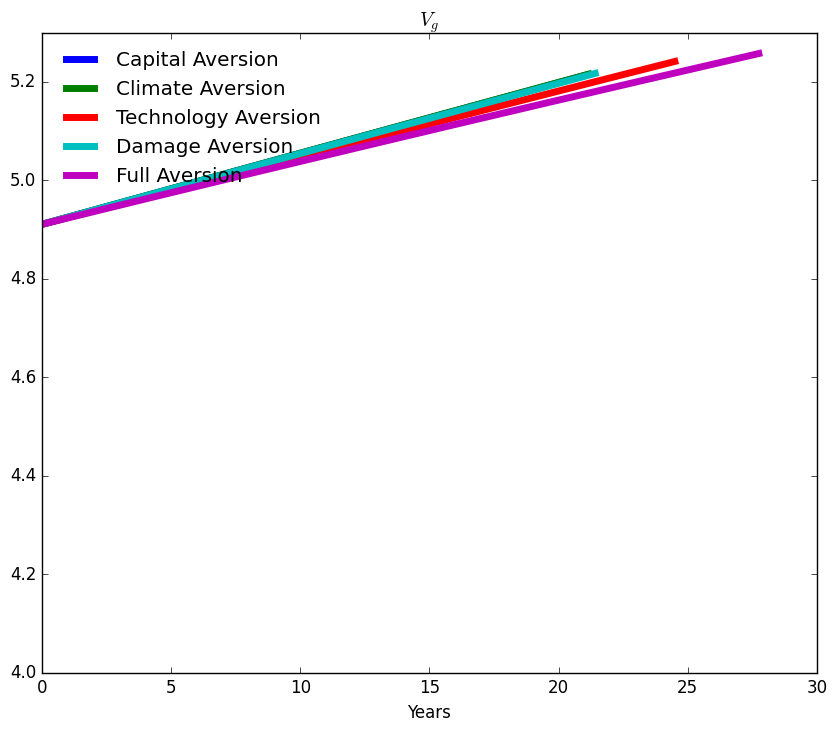 V_g
Capital Aversion
Climate Aversion
Technology Aversion
Damage Aversion
Full Aversion
5.2
5.0
4.8
4.6
4.4
4.2
4.0
0 5 10 15 20 25 30
Years